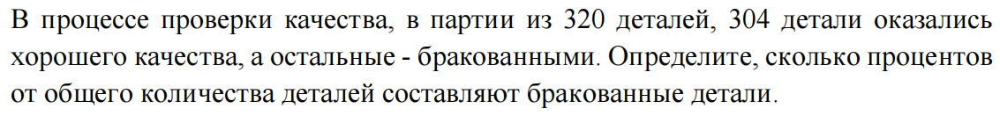 В процессе проверки качества, в партии из 320 деталей, 304 детали оказались
хорошего качества, а остальные - бракованными. Определите, сколько процентов
от общего количества деталей составляют бракованные детали.